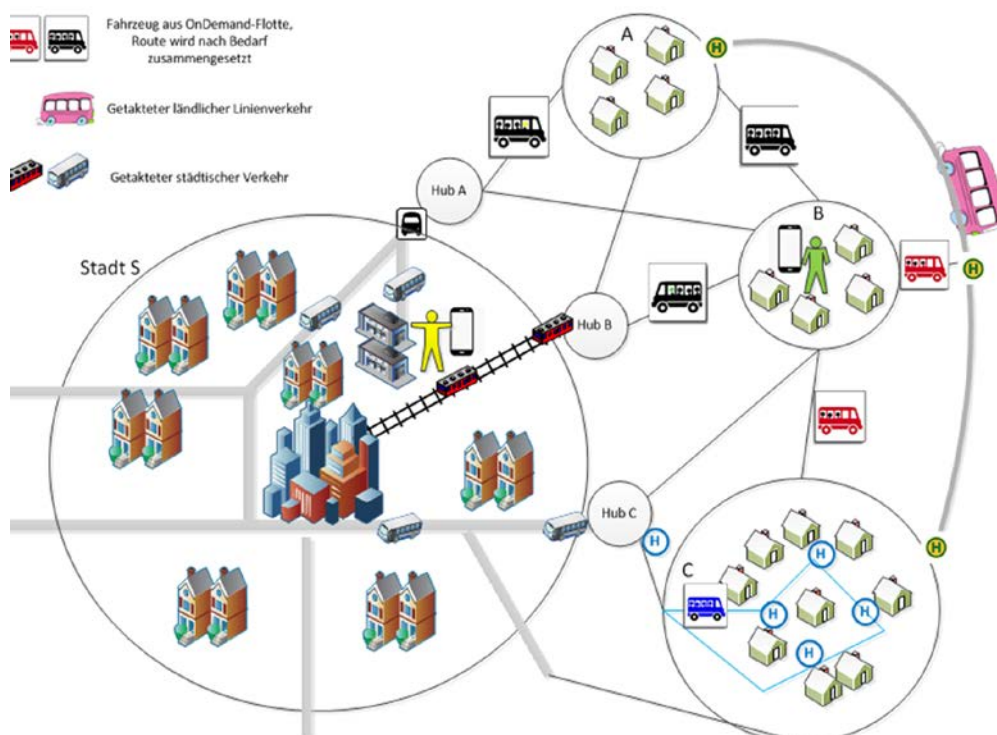 Fahrzeug aus OnDemand-Flotte,
Route wird nach Bedarf
zusammengesetzt
Getakteter ländlicher Linienverkehr
Getakteter städtischer Verkehr
A
H
Hub A
B
Stadt S
H
Hub B
Hub C
H
H
C
H
H
H
H